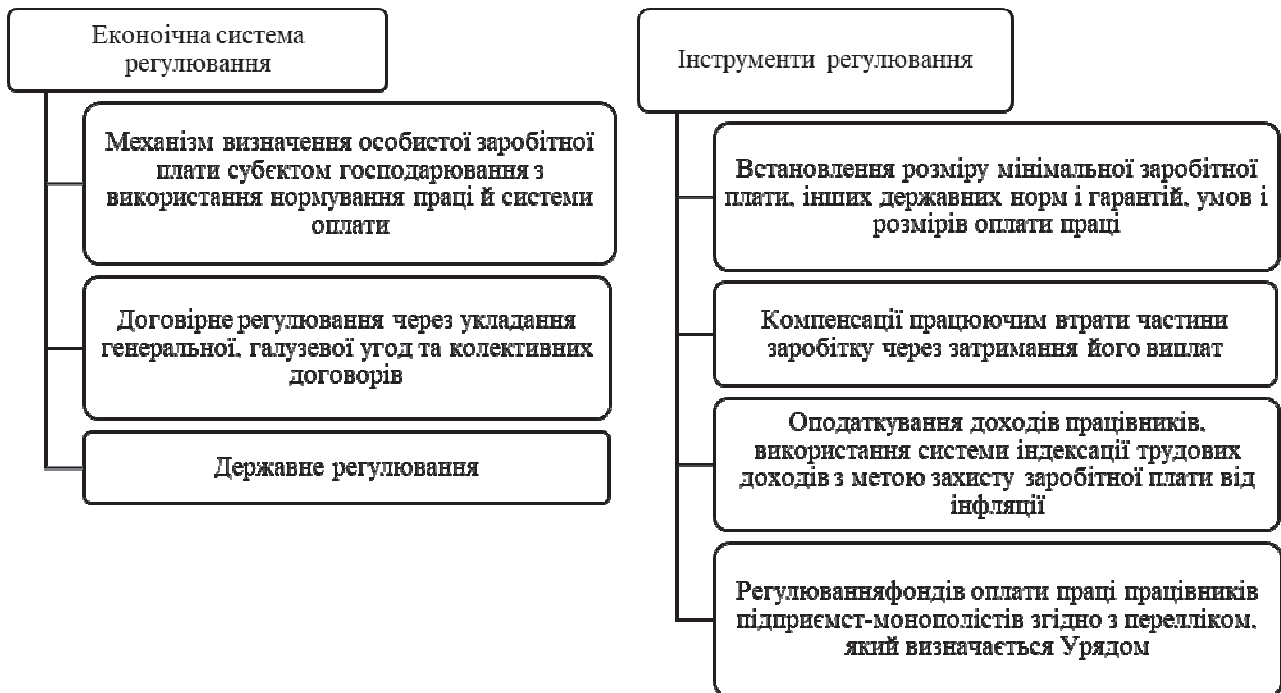 Еконоічна система
регулювання
Механізм визначення особистої заробітної
плати субєктом господарювання з
використання нормування праці й системи
оплати
Договірне регулювання через укладання
генеральної, галузевої угод та колективних
договорів
Державне регулювання
Інструменти регулювання
Встановлення розміру мінімальної заробітної
плати, інших державних норм і гарантій, умов і
розмірів оплати праці
Компенсації працюючим втрати частини
заробітку через затримання його виплат
Оподаткування доходів працівників,
використання системи індексації трудових
доходів з метою захисту заробітної плати від
інфляції
Регулюванняфондів оплати праці працівників
підприємст-монополістів згідно з перелліком,
який визначається Урядом